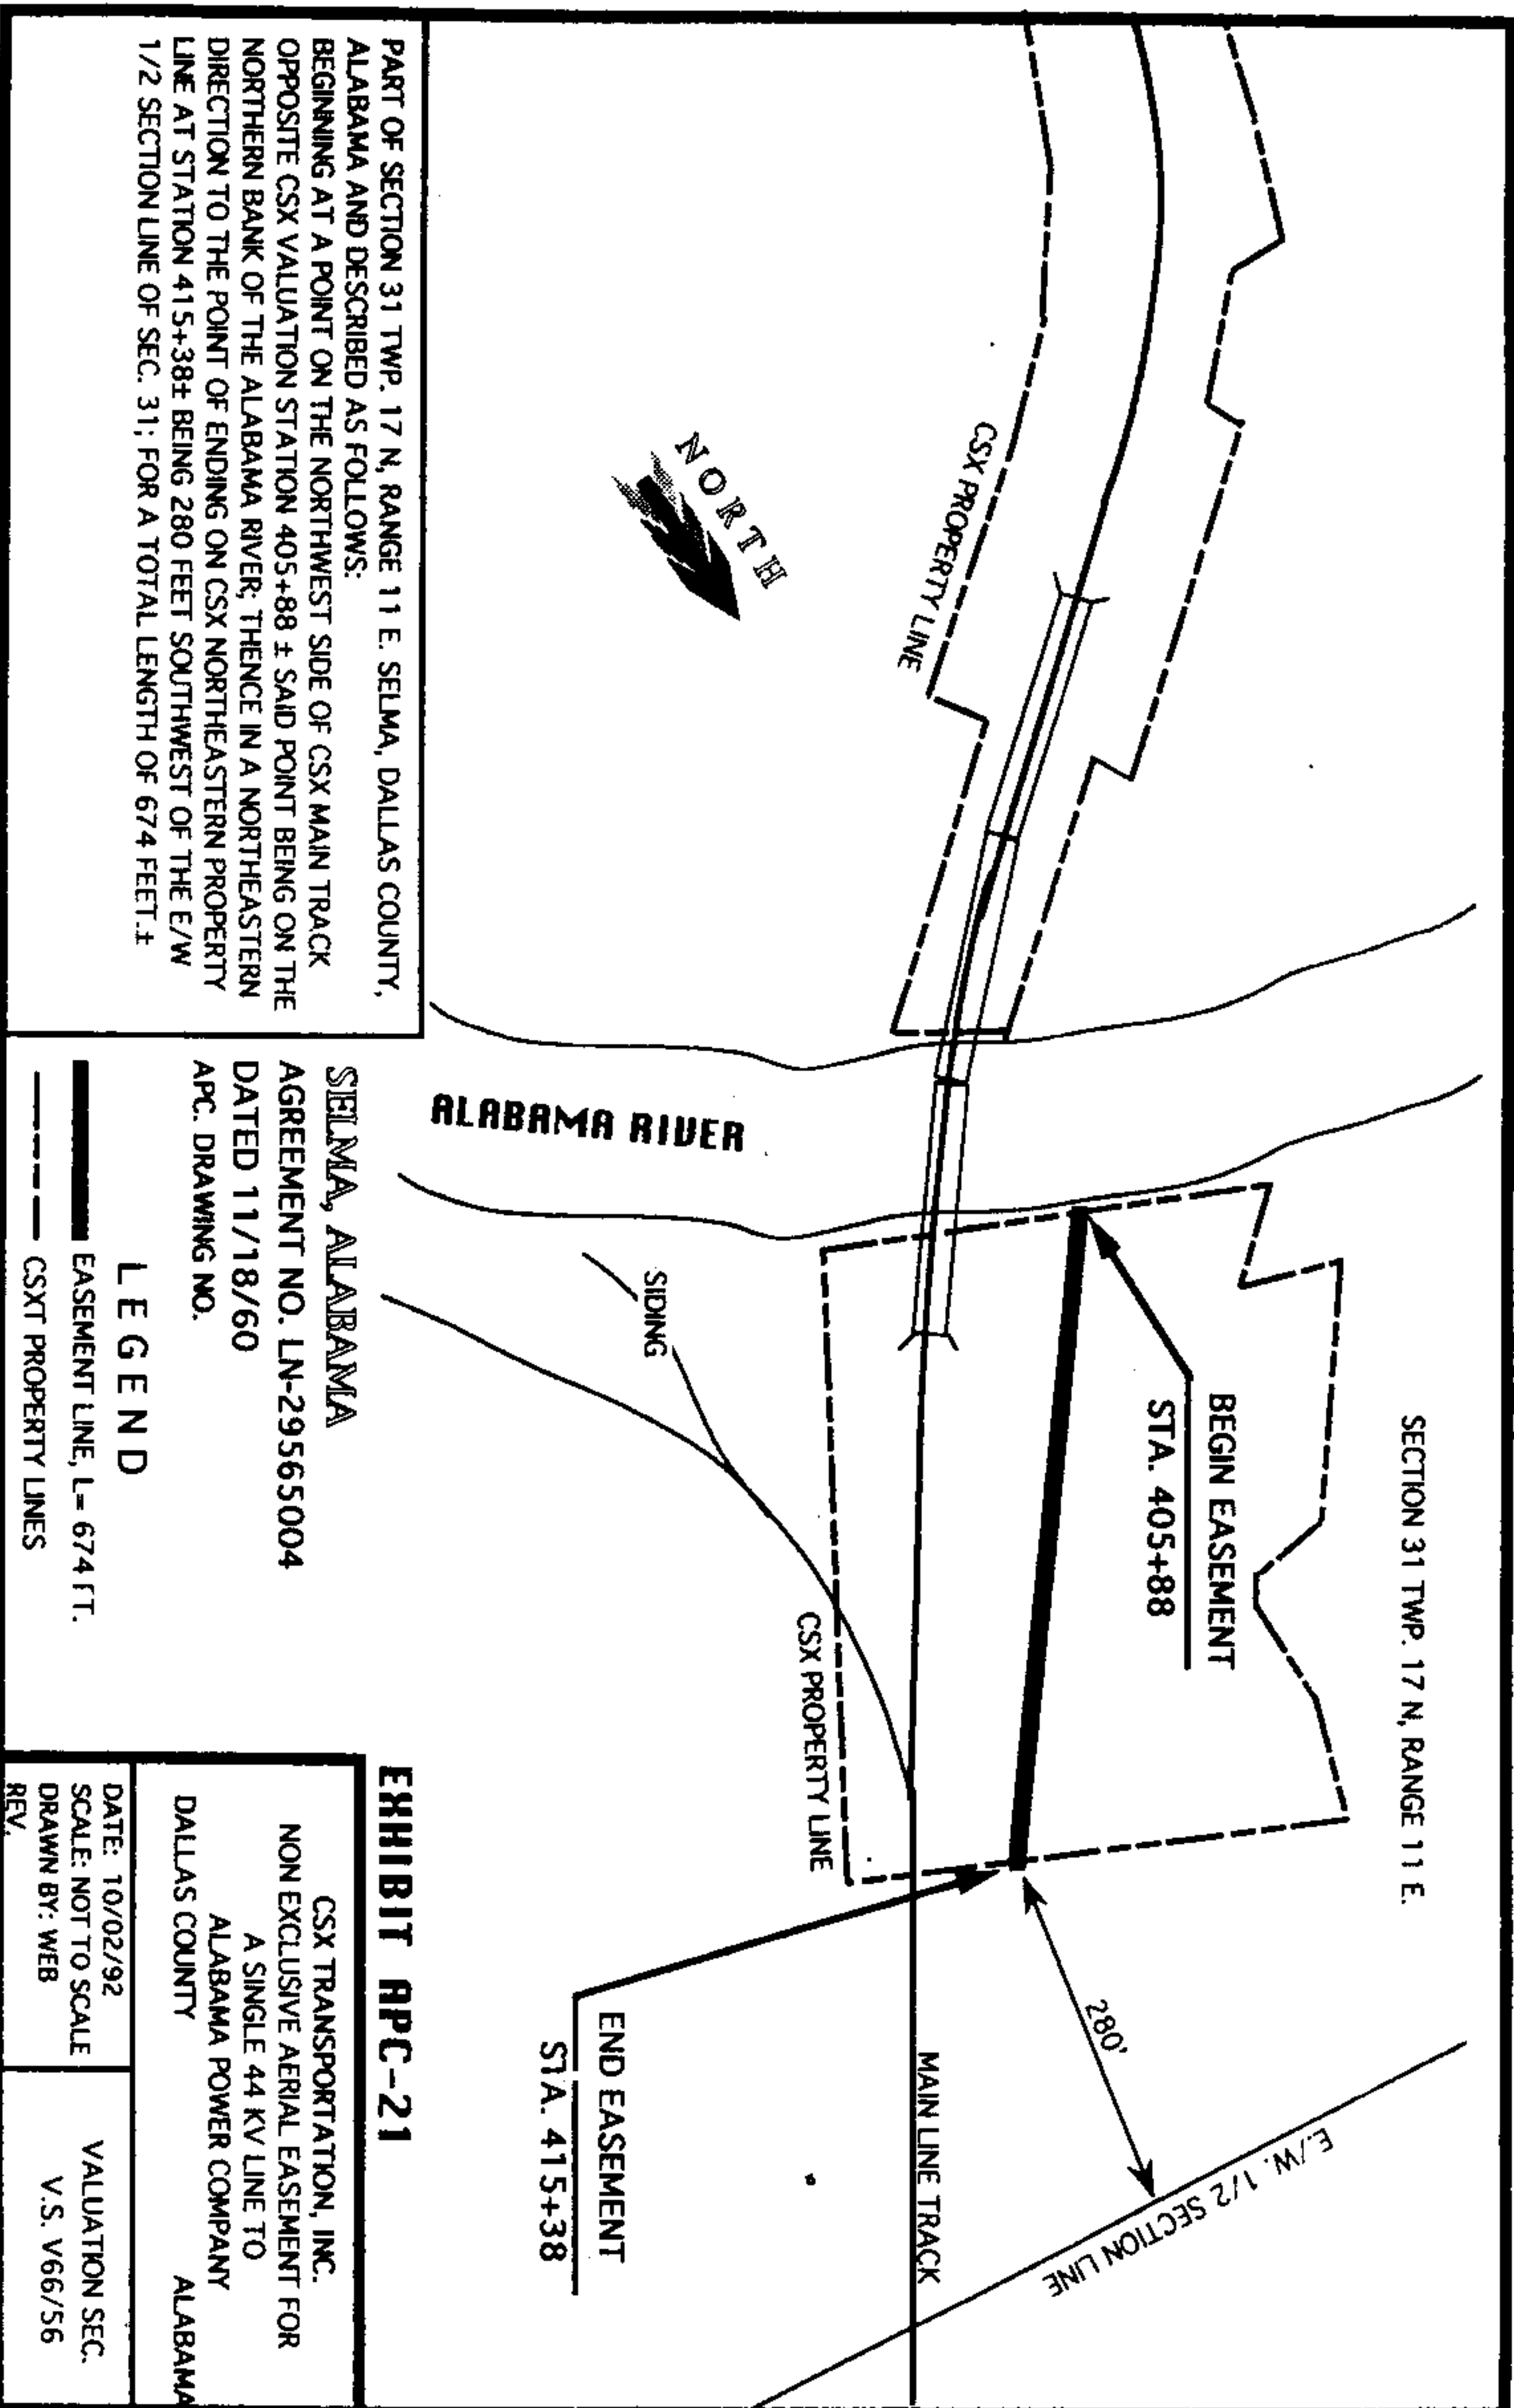 SECTION 31 TWP. 17 N, RANGE 11 E.
BEGIN EASEMENT
STA. 405+88
280'
E./W. 1/2 SECTION LINE
CSX PROPERTY LINE
MAIN LINE TRACK
CSX PROPERTY LINE
NORTH
ALABAMA RIVER
SIDING
END EASEMENT
STA. 415+38
PART OF SECTION 31 TWP. 17 N, RANGE 11 E. SELMA, DALLAS COUNTY,
ALABAMA AND DESCRIBED AS FOLLOWS:
BEGINNING AT A POINT ON THE NORTHWEST SIDE OF CSX MAIN TRACK
OPPOSITE CSX VALUATION STATION 405+88 ± SAID POINT BEING ON THE
NORTHERN BANK OF THE ALABAMA RIVER; THENCE IN A NORTHEASTERN
DIRECTION TO THE POINT OF ENDING ON CSX NORTHEASTERN PROPERTY
LINE AT STATION 415+38± BEING 280 FEET SOUTHWEST OF THE E/W
1/2 SECTION LINE OF SEC. 31; FOR A TOTAL LENGTH OF 674 FEET.±
SELMA, ALABAMA
AGREEMENT NO. LN-29565004
DATED 11/18/60
APC. DRAWING NO.
LEGEND
EASEMENT LINE, L= 674 FT.
CSXT PROPERTY LINES
EXHIBIT APC-21
CSX TRANSPORTATION, INC.
NON EXCLUSIVE AERIAL EASEMENT FOR
A SINGLE 44 KV LINE TO
ALABAMA POWER COMPANY
DALLAS COUNTY ALABAMA
DATE: 10/02/92
SCALE: NOT TO SCALE
DRAWN BY: WEB
REV.
VALUATION SEC.
V.S. V66/56